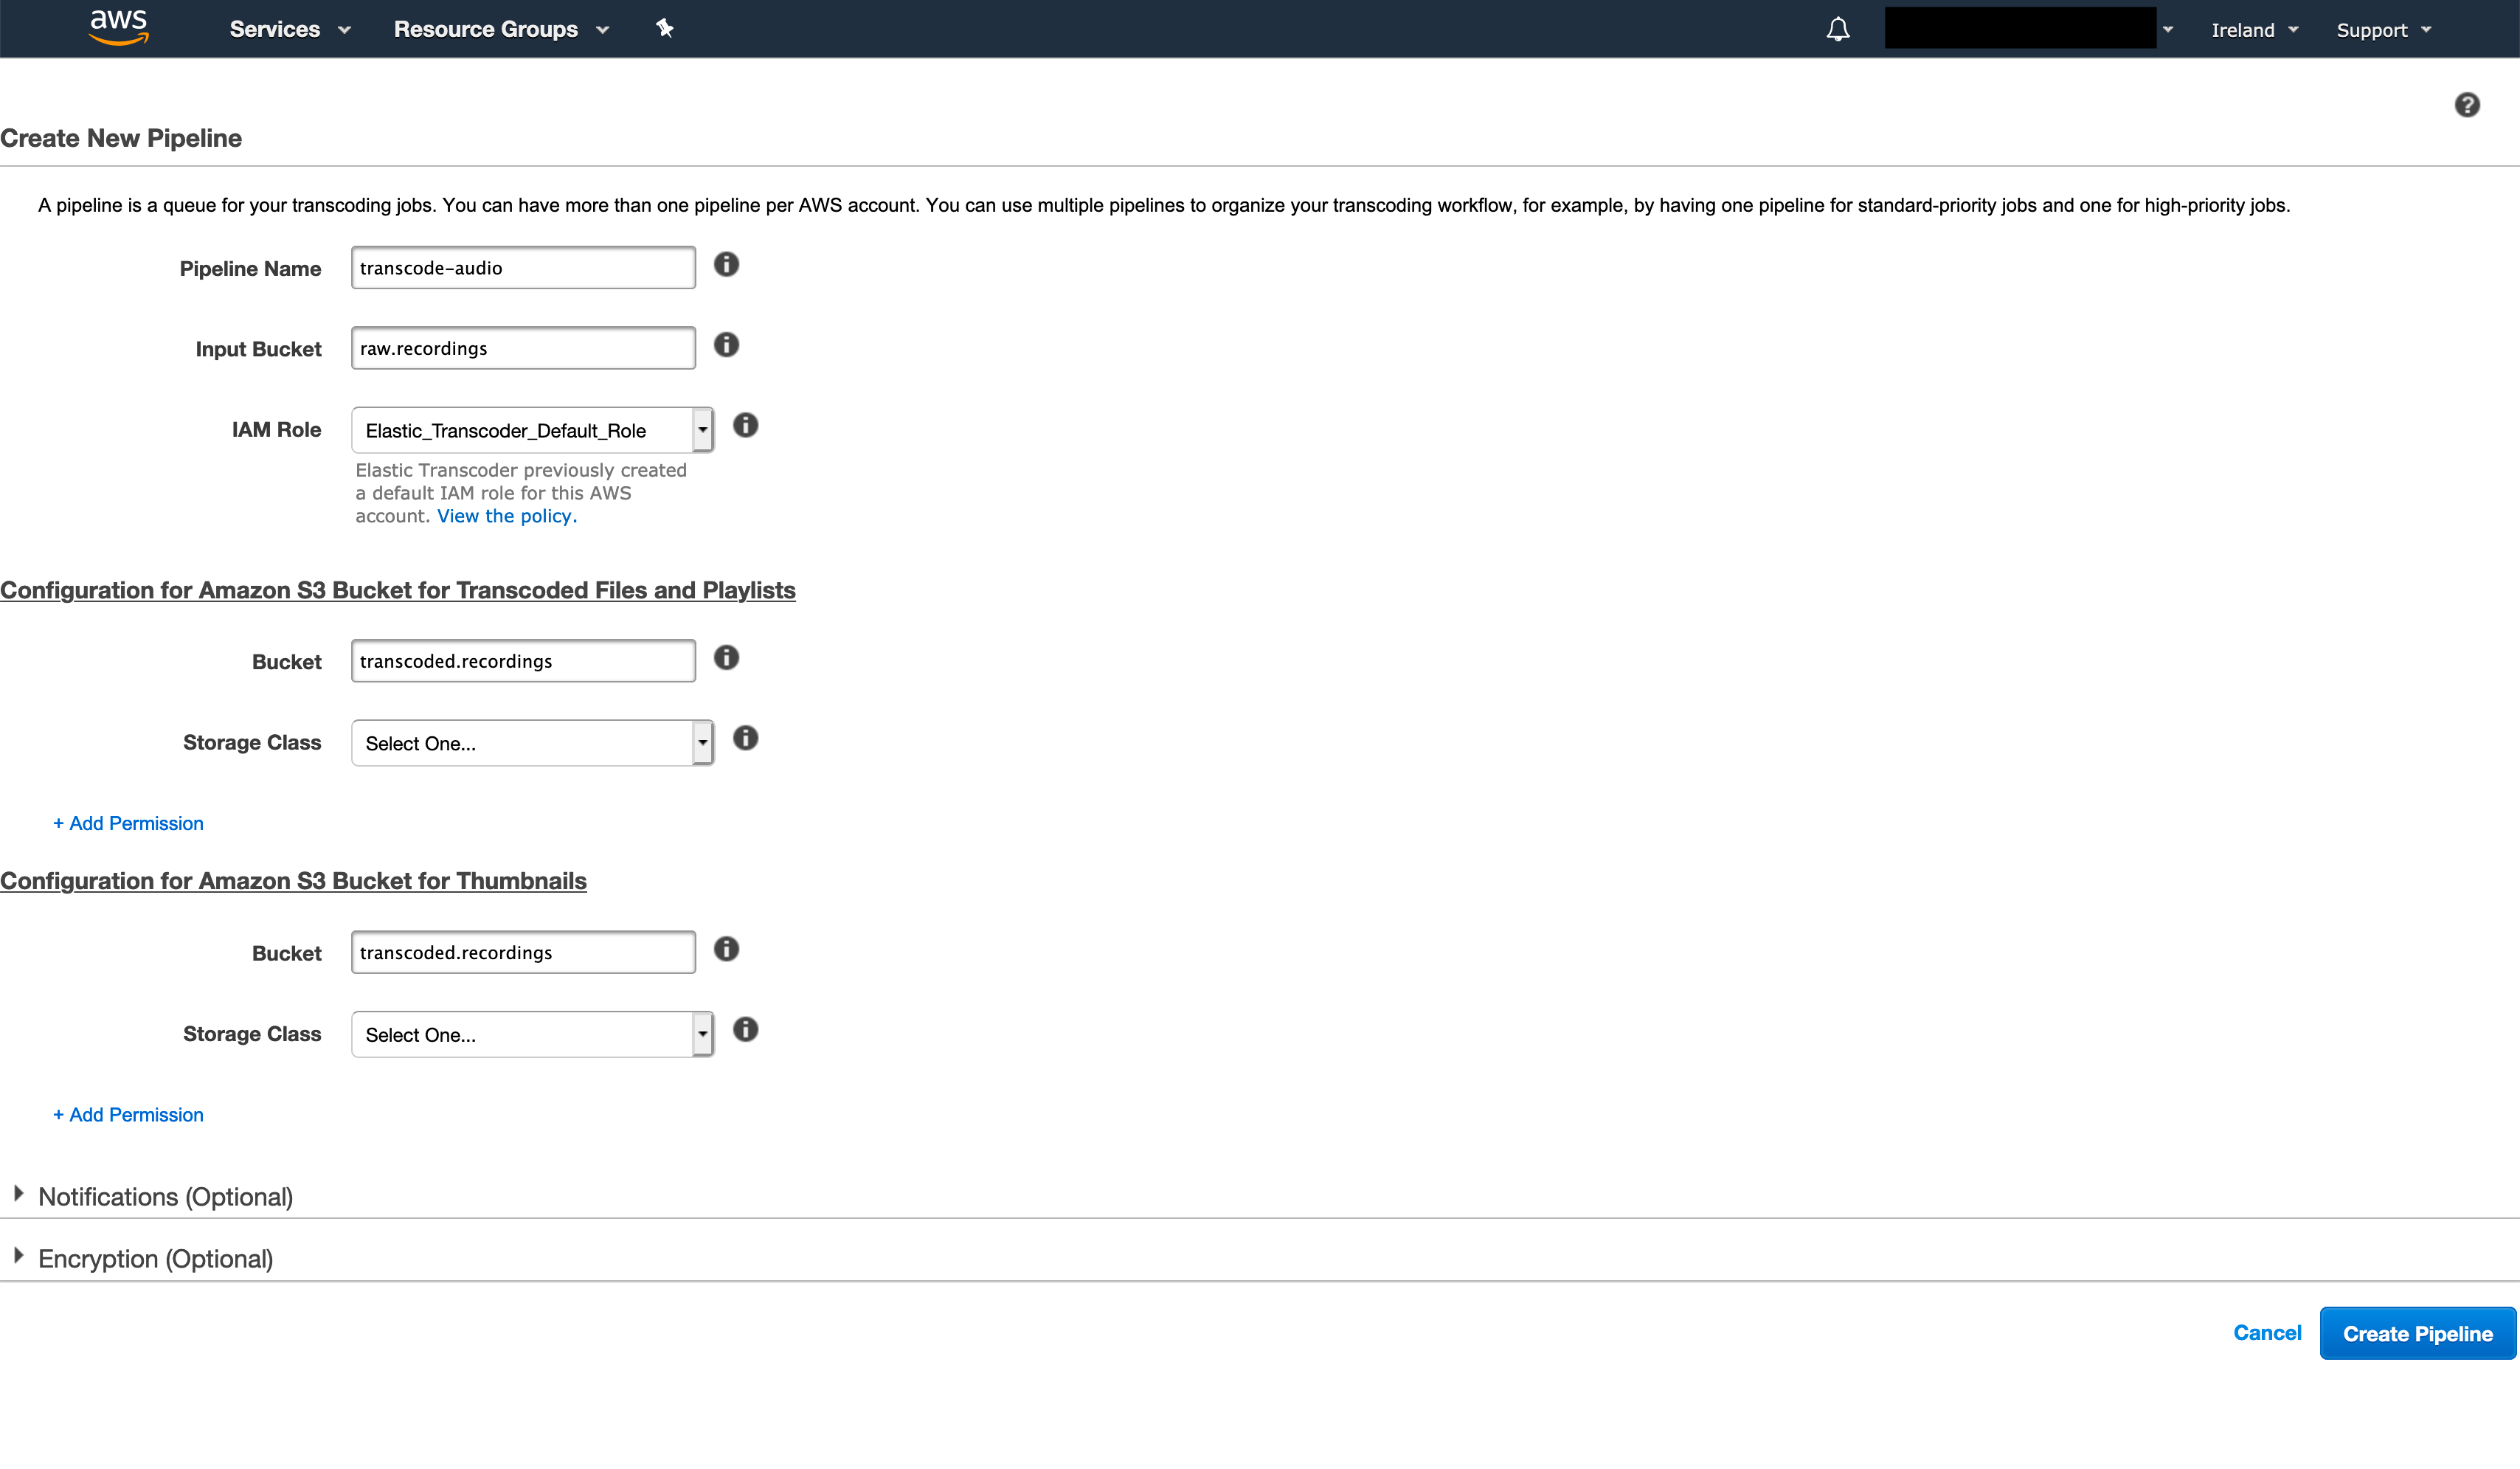 aws Services Resource Groups Ireland Support
Create New Pipeline
A pipeline is a queue for your transcoding jobs. You can have more than one pipeline per AWS account. You can use multiple pipelines to organize your transcoding workflow, for example, by having one pipeline for standard-priority jobs and one for high-priority jobs.
Pipeline Name transcode-audio
Input Bucket raw.recordings
IAM Role Elastic_Transcoder_Default_Role
Elastic Transcoder previously created
a default IAM role for this AWS
account. View the policy.
Configuration for Amazon S3 Bucket for Transcoded Files and Playlists
Bucket transcoded.recordings
Storage Class Select One...
+ Add Permission
Configuration for Amazon S3 Bucket for Thumbnails
Bucket transcoded.recordings
Storage Class Select One...
+ Add Permission
Notifications (Optional)
Encryption (Optional)
Cancel Create Pipeline